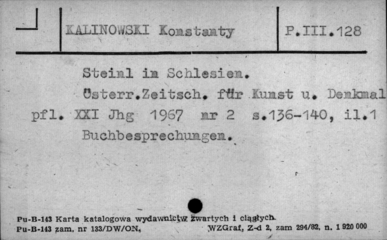 KALINOWSKI Konstanty
P.III.128
Steinl in Schlesien.
Österr.Zeitsch. für Kunst u. Denkmal
pfl. XXI Jhg 1967 nr 2 s.136-140, il.1
Buchbesprechungen.
Pu-B-143 Karta katalogowa wydawnictw zwartych i ciągłych.
Pu-B-143 zam. nr 133/DW/ON, WZGraf, Z-d 2, zam 294/82, n. 1 920 000